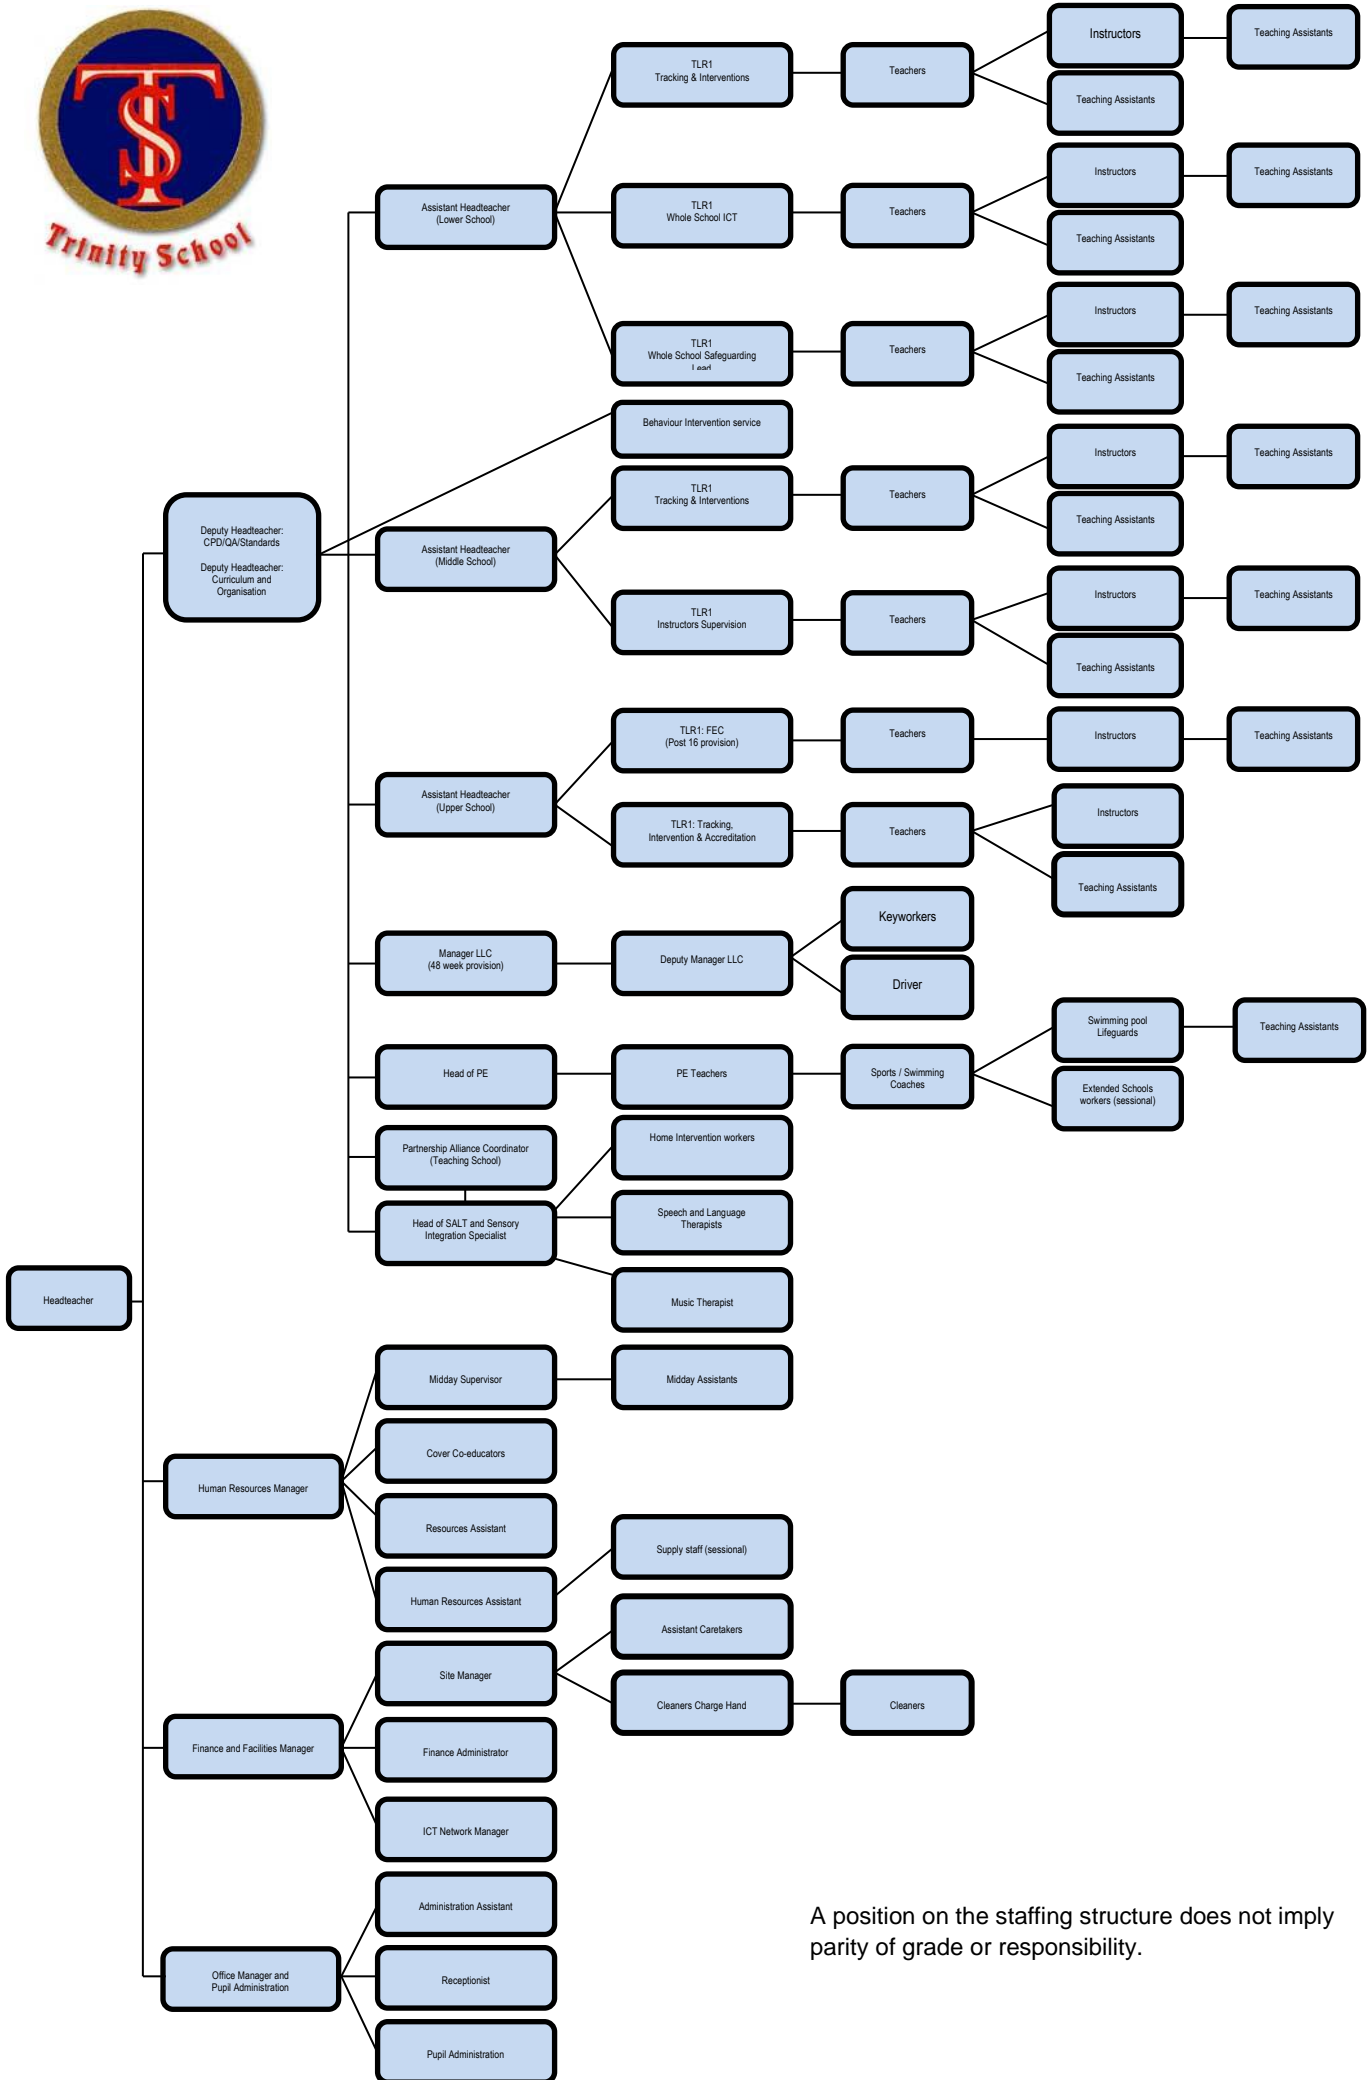 TST
Trinity School
Instructors
Teaching Assistants
TLR1
Tracking & Interventions
Teachers
Teaching Assistants
Assistant Headteacher
(Lower School)
TLR1
Whole School ICT
Teachers
Instructors
Teaching Assistants
Teaching Assistants
TLR1
Whole School Safeguarding
Lead
Teachers
Instructors
Teaching Assistants
Teaching Assistants
Behaviour Intervention service
Deputy Headteacher:
CPD/QA/Standards
Deputy Headteacher:
Curriculum and
Organisation
Assistant Headteacher
(Middle School)
TLR1
Tracking & Interventions
Teachers
Instructors
Teaching Assistants
Teaching Assistants
TLR1
Instructors Supervision
Teachers
Instructors
Teaching Assistants
Teaching Assistants
Assistant Headteacher
(Upper School)
TLR1: FEC
(Post 16 provision)
Teachers
Instructors
Teaching Assistants
TLR1: Tracking,
Intervention & Accreditation
Teachers
Instructors
Teaching Assistants
Manager LLC
(48 week provision)
Deputy Manager LLC
Keyworkers
Driver
Head of PE
PE Teachers
Sports / Swimming
Coaches
Swimming pool
Lifeguards
Teaching Assistants
Extended Schools
workers (sessional)
Partnership Alliance Coordinator
(Teaching School)
Head of SALT and Sensory
Integration Specialist
Home Intervention workers
Speech and Language
Therapists
Music Therapist
Headteacher
Human Resources Manager
Midday Supervisor
Midday Assistants
Cover Co-educators
Resources Assistant
Human Resources Assistant
Supply staff (sessional)
Finance and Facilities Manager
Site Manager
Assistant Caretakers
Cleaners Charge Hand
Cleaners
Finance Administrator
ICT Network Manager
Office Manager and
Pupil Administration
Administration Assistant
Receptionist
Pupil Administration
A position on the staffing structure does not imply
parity of grade or responsibility.